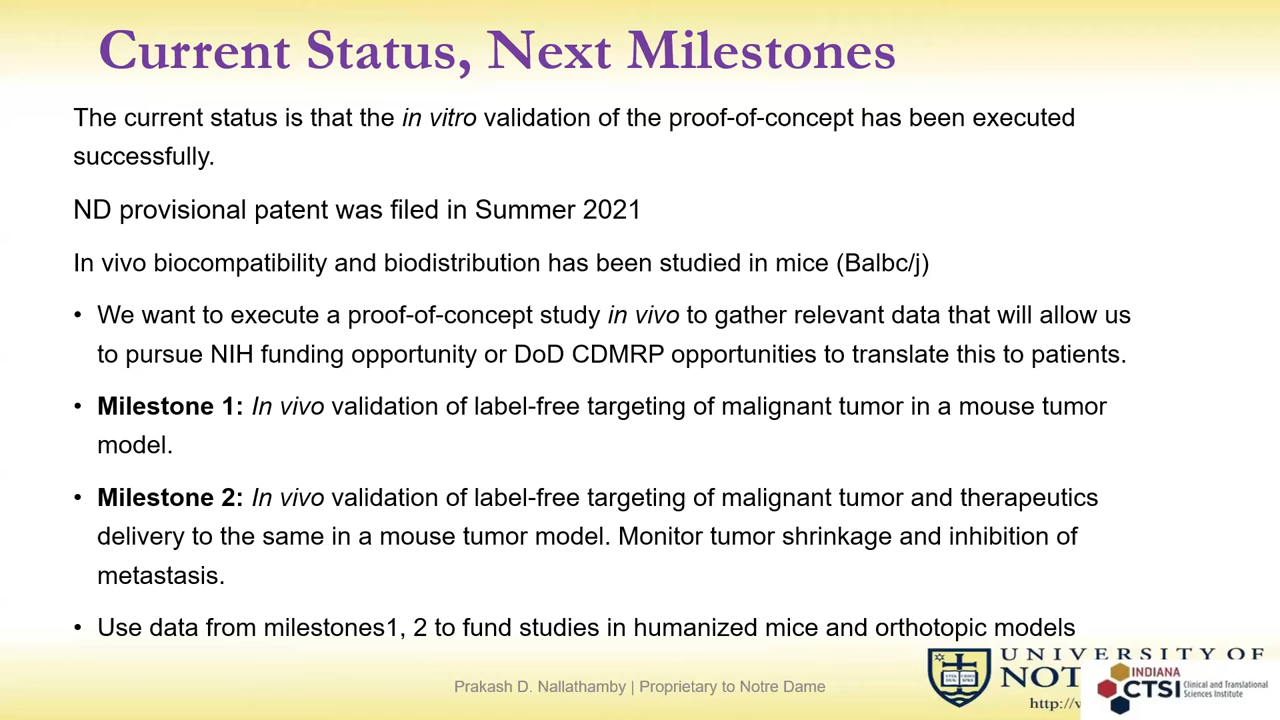 Current Status, Next Milestones
The current status is that the in vitro validation of the proof-of-concept has been executed
successfully.
ND provisional patent was filed in Summer 2021
In vivo biocompatibility and biodistribution has been studied in mice (Balbc/j)
• We want to execute a proof-of-concept study in vivo to gather relevant data that will allow us
to pursue NIH funding opportunity or DoD CDMRP opportunities to translate this to patients.
• Milestone 1: In vivo validation of label-free targeting of malignant tumor in a mouse tumor
model.
• Milestone 2: In vivo validation of label-free targeting of malignant tumor and therapeutics
delivery to the same in a mouse tumor model. Monitor tumor shrinkage and inhibition of
metastasis.
• Use data from milestones1, 2 to fund studies in humanized mice and orthotopic models
Prakash D. Nallathamby | Proprietary to Notre Dame
UNIVERSITY OF
NOT
http://
INDIANA
CTSI Clinical and Translational
Sciences Institute